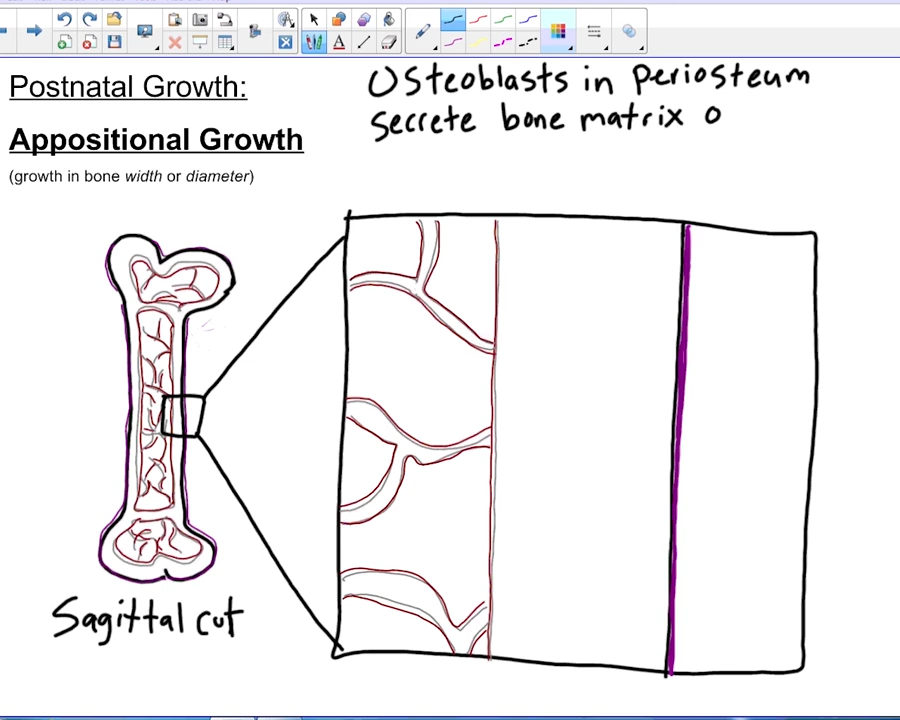 Postnatal Growth:
Appositional Growth
(growth in bone width or diameter)
Osteoblasts in periosteum
secrete bone matrix o
Sagittal cut